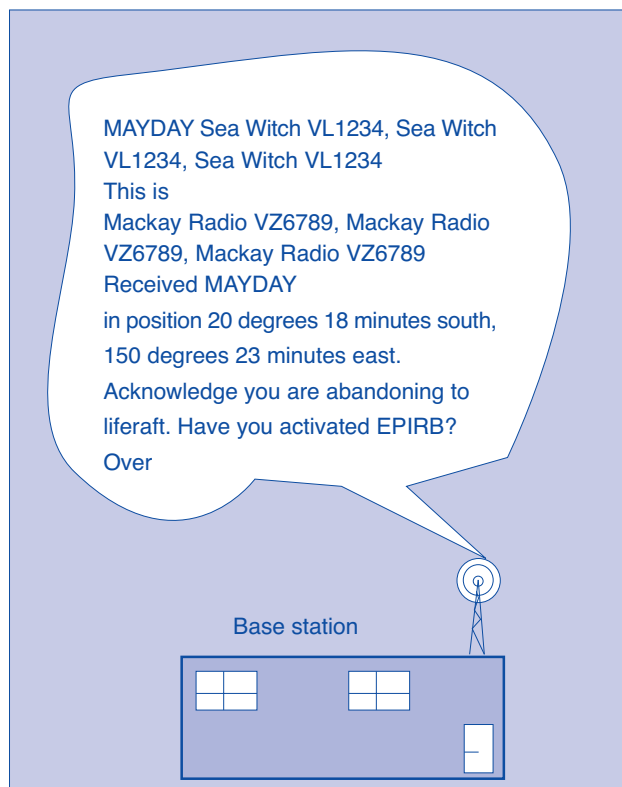 MAYDAY Sea Witch VL1234, Sea Witch
VL1234, Sea Witch VL1234
This is
Mackay Radio VZ6789, Mackay Radio
VZ6789, Mackay Radio VZ6789
Received MAYDAY
in position 20 degrees 18 minutes south,
150 degrees 23 minutes east.
Acknowledge you are abandoning to
liferaft. Have you activated EPIRB?
Over
Base station